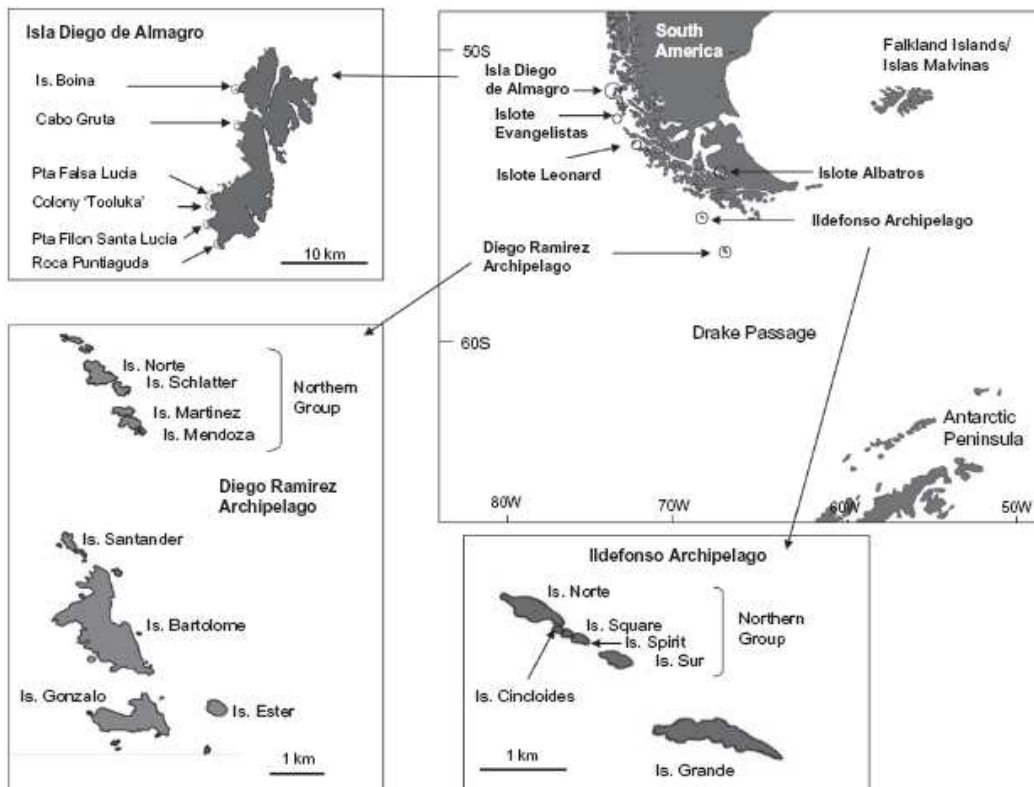 Isla Diego de Almagro
Is. Boina
Cabo Gruta
Pta Falsa Lucia
Colony 'Tooluka'
Pta Filon Santa Lucia
Roca Puntiaguda
10 km
50S
South
America
Falkland Islands/
Islas Malvinas
Isla Diego
de Almagro
Islote
Evangelistas
Islote Leonard
Islote Albatros
Ildefonso Archipelago
Diego Ramirez
Archipelago
Drake Passage
60S
Antarctic
Peninsula
80W
70W
60W
50W
Is. Norte
Is. Schlatter
Is. Martinez
Is. Mendoza
Northern
Group
Diego Ramirez
Archipelago
Is. Santander
Is. Bartolome
Is. Gonzalo
Is. Ester
1 km
Ildefonso Archipelago
Is. Norte
Is. Square
Is. Spirit
Is. Sur
Northern
Group
Is. Cincloides
1 km
Is. Grande